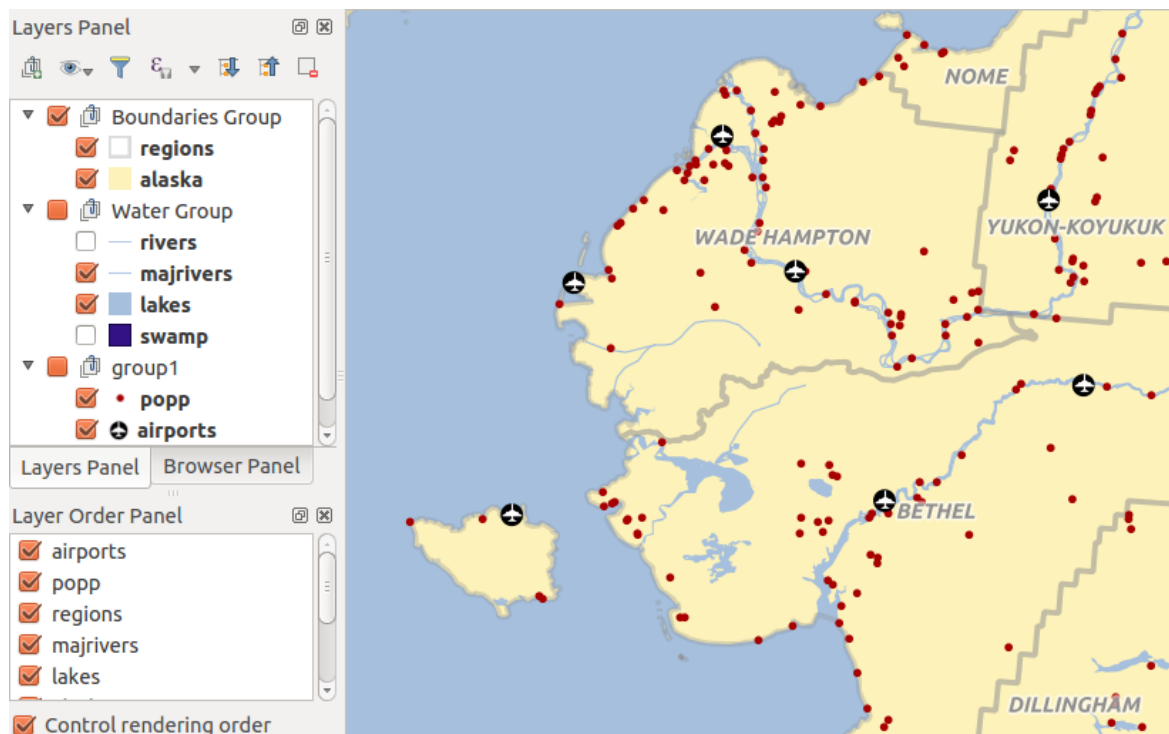 Layers Panel
Boundaries Group
regions
alaska
Water Group
rivers
majrivers
lakes
swamp
group1
popp
airports
Layers Panel
Browser Panel
Layer Order Panel
airports
popp
regions
majrivers
lakes
Control rendering order
NOME
YUKON-KOYUKUK
WADE HAMPTON
BETHEL
DILLINGHAM